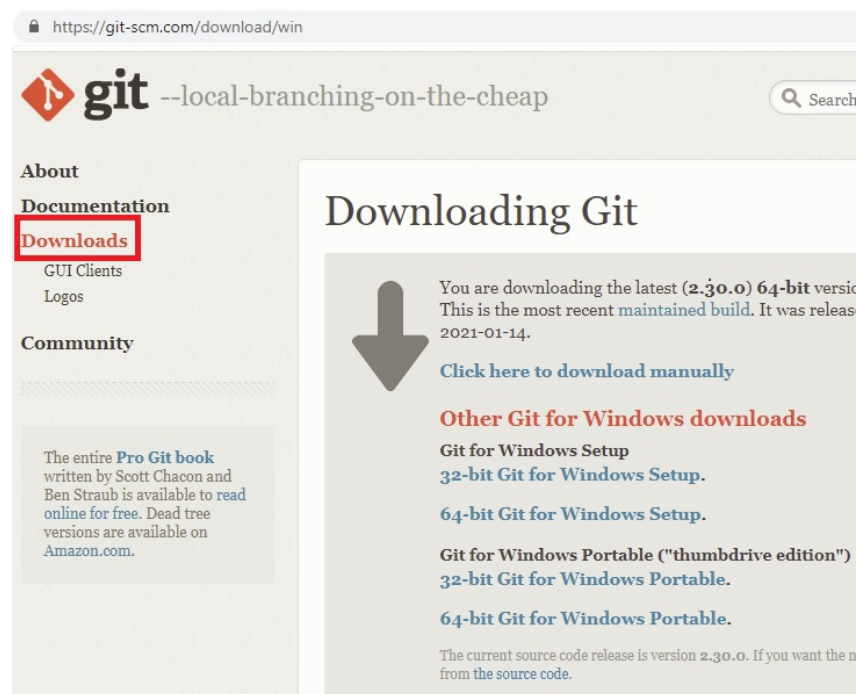 https://git-scm.com/download/win
git --local-branching-on-the-cheap
Search
About
Documentation
Downloads
GUI Clients
Logos
Community
The entire Pro Git book
written by Scott Chacon and
Ben Straub is available to read
online for free. Dead tree
versions are available on
Amazon.com.
Downloading Git
You are downloading the latest (2.30.0) 64-bit versio
This is the most recent maintained build. It was release
2021-01-14.
Click here to download manually
Other Git for Windows downloads
Git for Windows Setup
32-bit Git for Windows Setup.
64-bit Git for Windows Setup.
Git for Windows Portable ("thumbdrive edition")
32-bit Git for Windows Portable.
64-bit Git for Windows Portable.
The current source code release is version 2.30.0. If you want the n
from the source code.